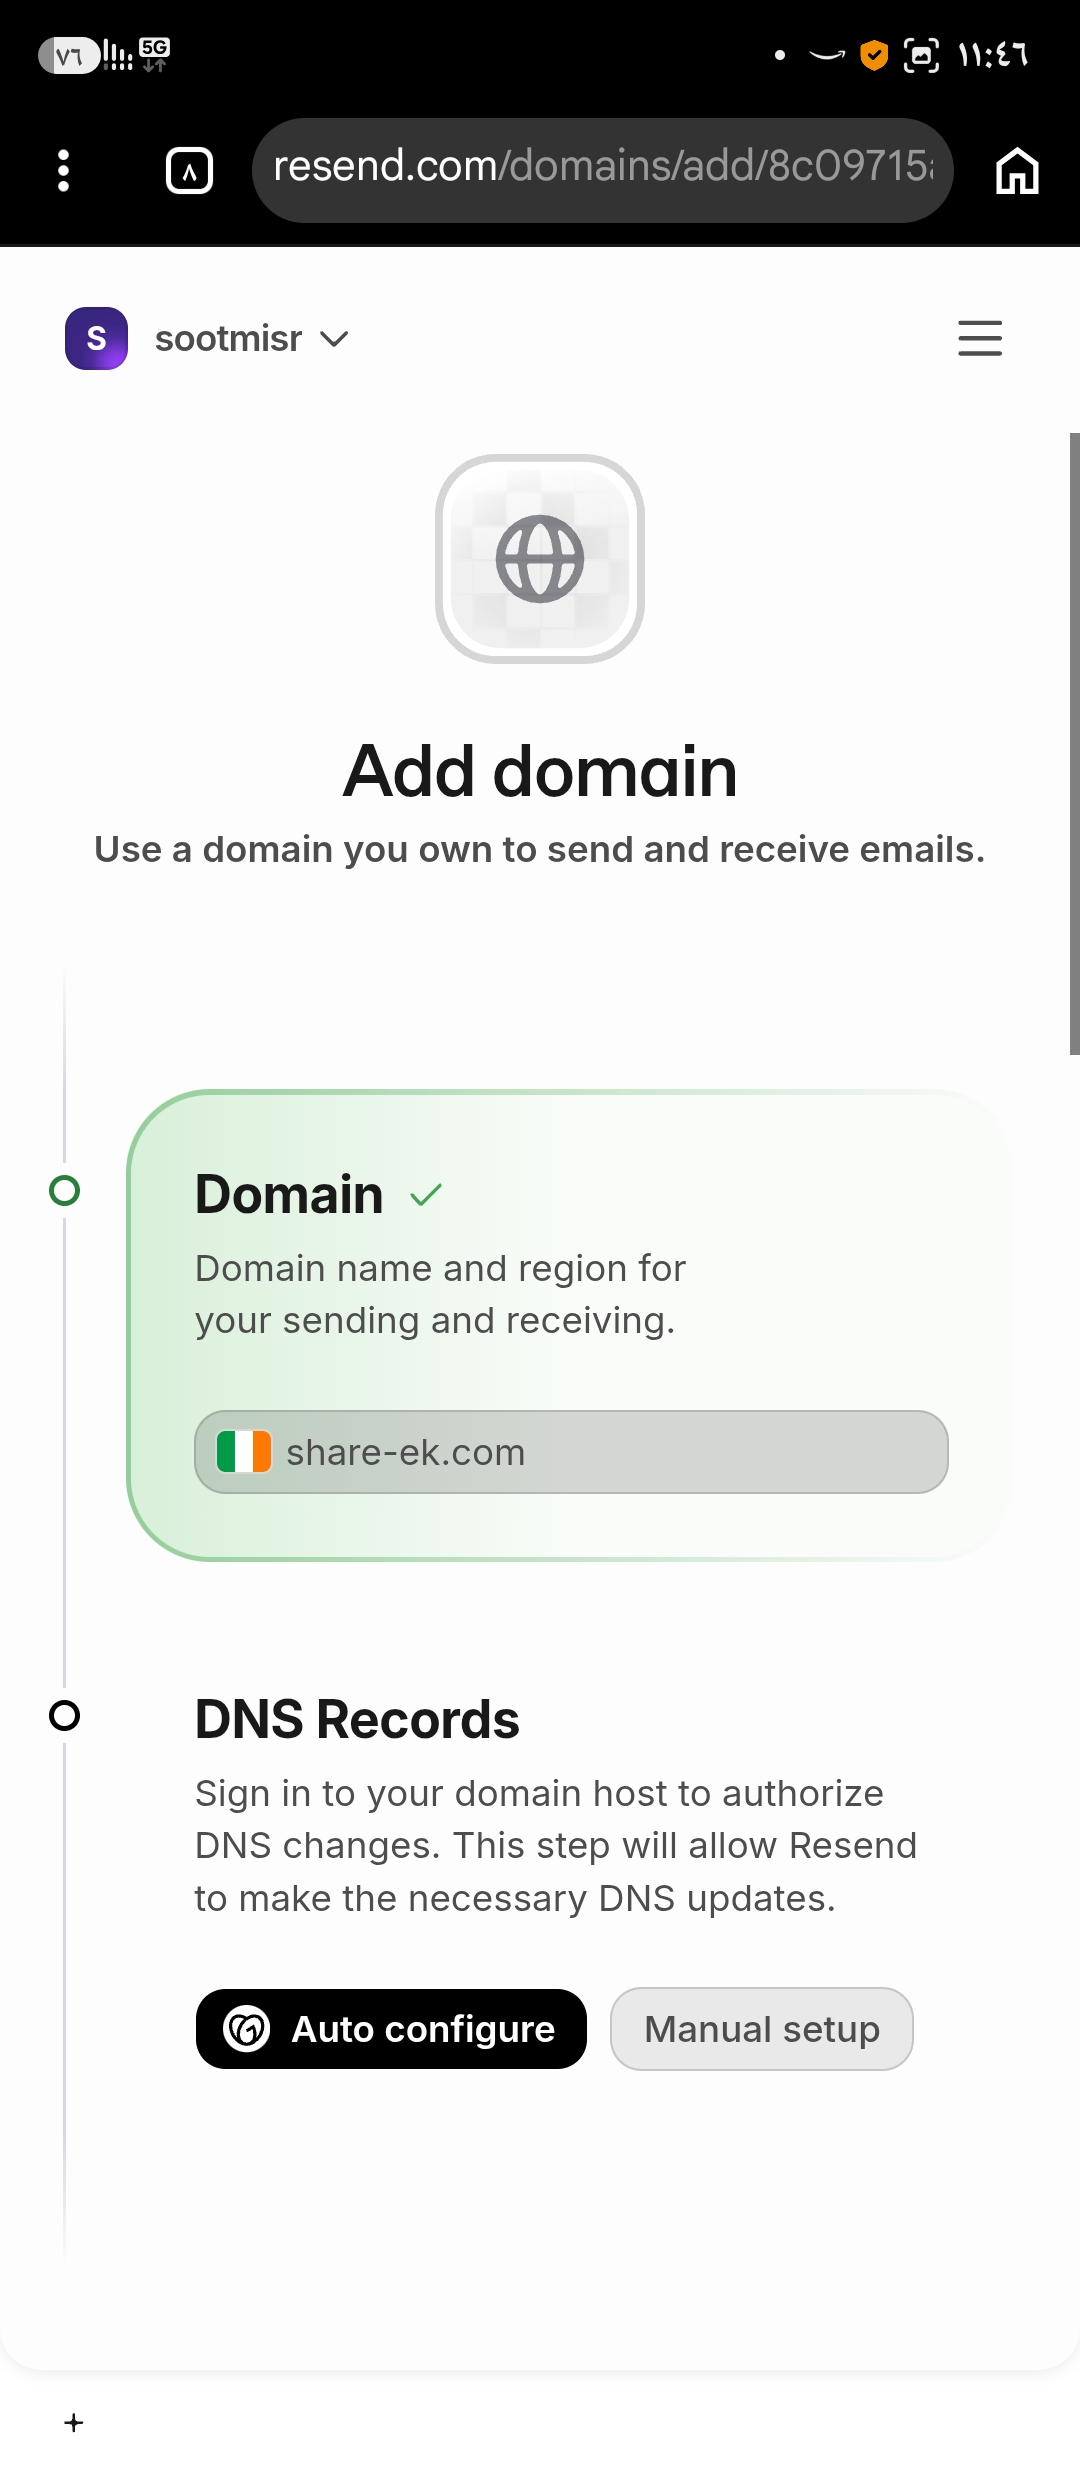 ٧٦ 5G ١١:٤٦
٨ resend.com/domains/add/8c09715
S sootmisr
Add domain
Use a domain you own to send and receive emails.
Domain
Domain name and region for
your sending and receiving.
share-ek.com
DNS Records
Sign in to your domain host to authorize
DNS changes. This step will allow Resend
to make the necessary DNS updates.
Auto configure Manual setup